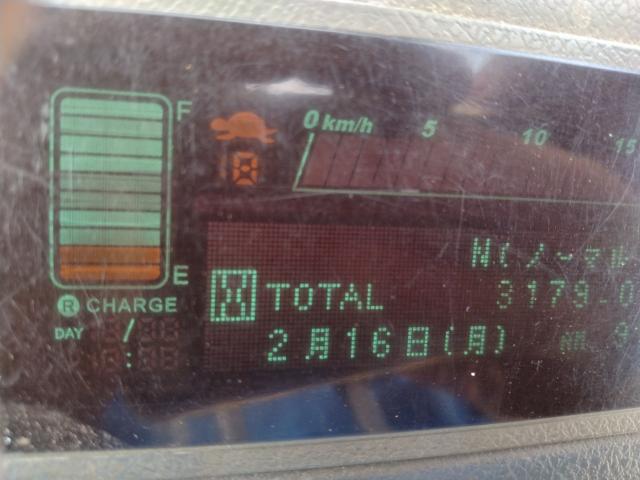 F
0 km/h 5 10 15
E
N(ノーマル
R CHARGE
TOTAL 3179.0
DAY /
:
2月16日(月)